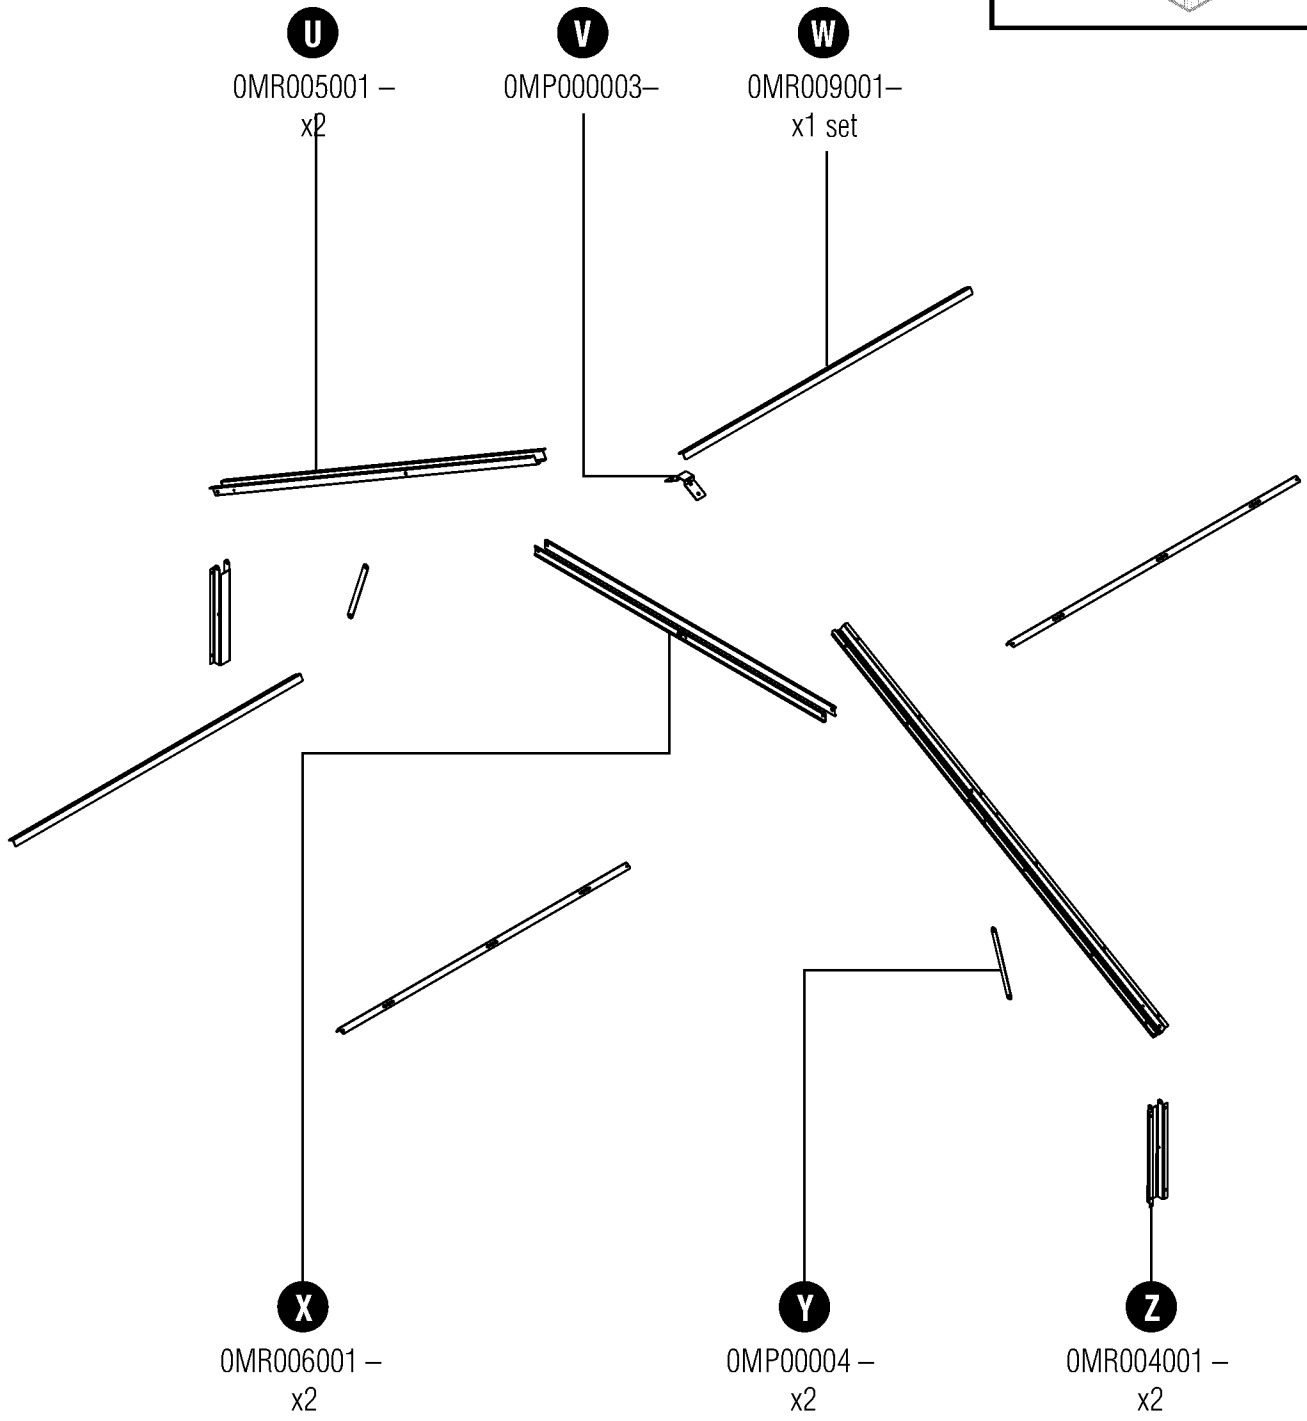 U
0MR005001 –
x2
V
0MP000003–
W
0MR009001–
x1 set
X
0MR006001 –
x2
Y
0MP00004 –
x2
Z
0MR004001 –
x2